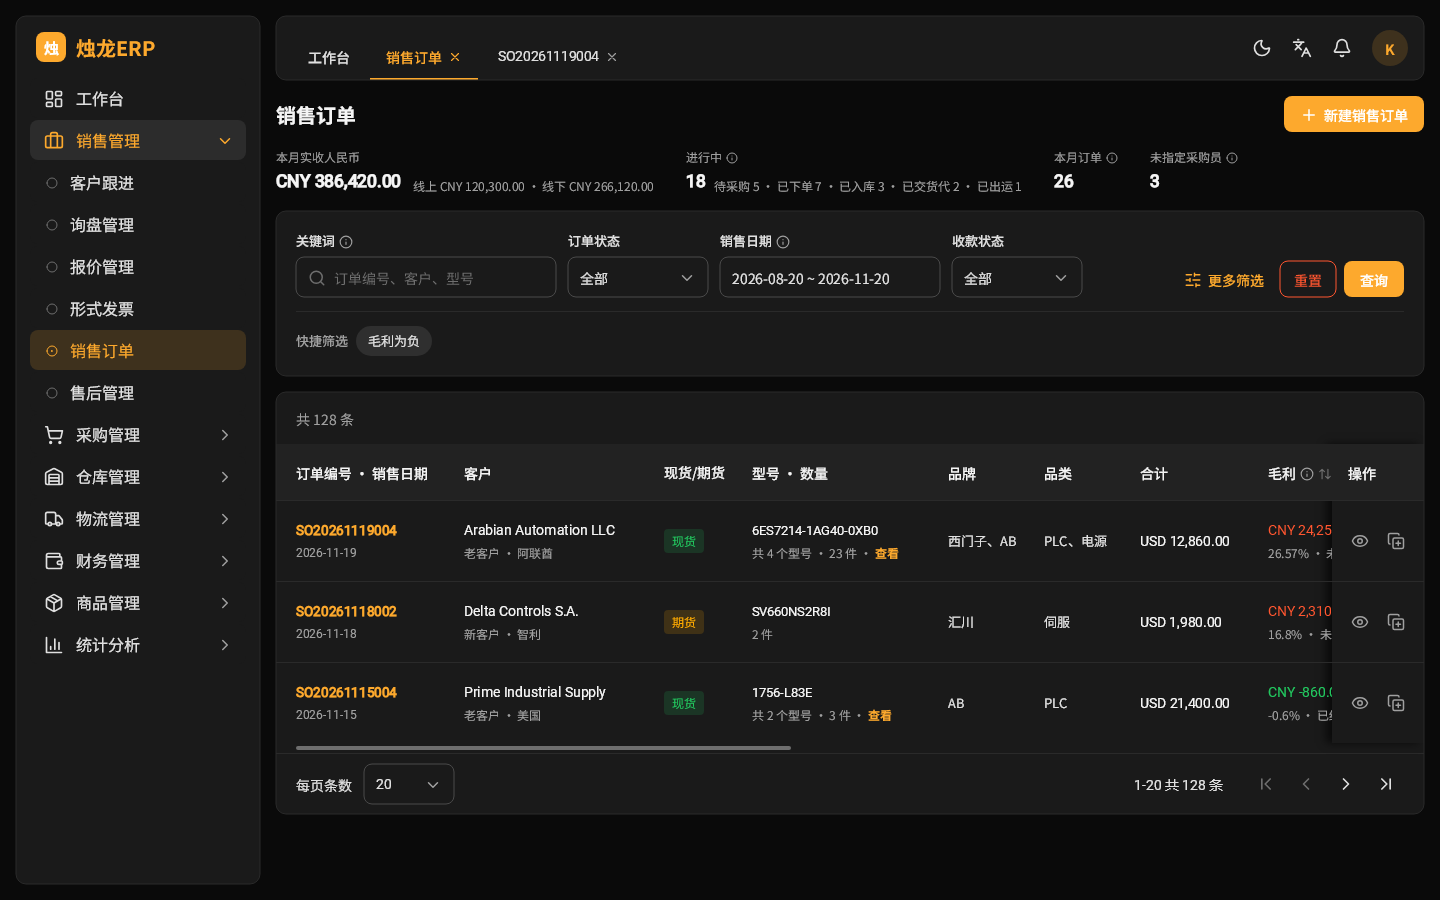 烛 烛龙ERP
工作台
销售管理
客户跟进
询盘管理
报价管理
形式发票
销售订单
售后管理
采购管理
仓库管理
物流管理
财务管理
商品管理
统计分析
工作台 销售订单 SO20261119004 K
销售订单 新建销售订单
本月实收人民币 进行中 本月订单 未指定采购员
CNY 386,420.00 线上 CNY 120,300.00 • 线下 CNY 266,120.00 18 待采购 5 • 已下单 7 • 已入库 3 • 已交货代 2 • 已出运 1 26 3
关键词 订单状态 销售日期 收款状态
订单编号、客户、型号 全部 2026-08-20 ~ 2026-11-20 全部 更多筛选 重置 查询
快捷筛选 毛利为负
共 128 条
订单编号 • 销售日期 客户 现货/期货 型号 • 数量 品牌 品类 合计 毛利 操作
SO20261119004 Arabian Automation LLC 现货 6ES7214-1AG40-0XB0 西门子、AB PLC、电源 USD 12,860.00 CNY 24,25
2026-11-19 老客户 • 阿联酋 共 4 个型号 • 23 件 • 查看 26.57% •
SO20261118002 Delta Controls S.A. 期货 SV660NS2R8I 汇川 伺服 USD 1,980.00 CNY 2,310
2026-11-18 新客户 • 智利 2 件 16.8% • 未
SO20261115004 Prime Industrial Supply 现货 1756-L83E AB PLC USD 21,400.00 CNY -860.0
2026-11-15 老客户 • 美国 共 2 个型号 • 3 件 • 查看 -0.6% • 已
每页条数 20 1-20 共 128 条